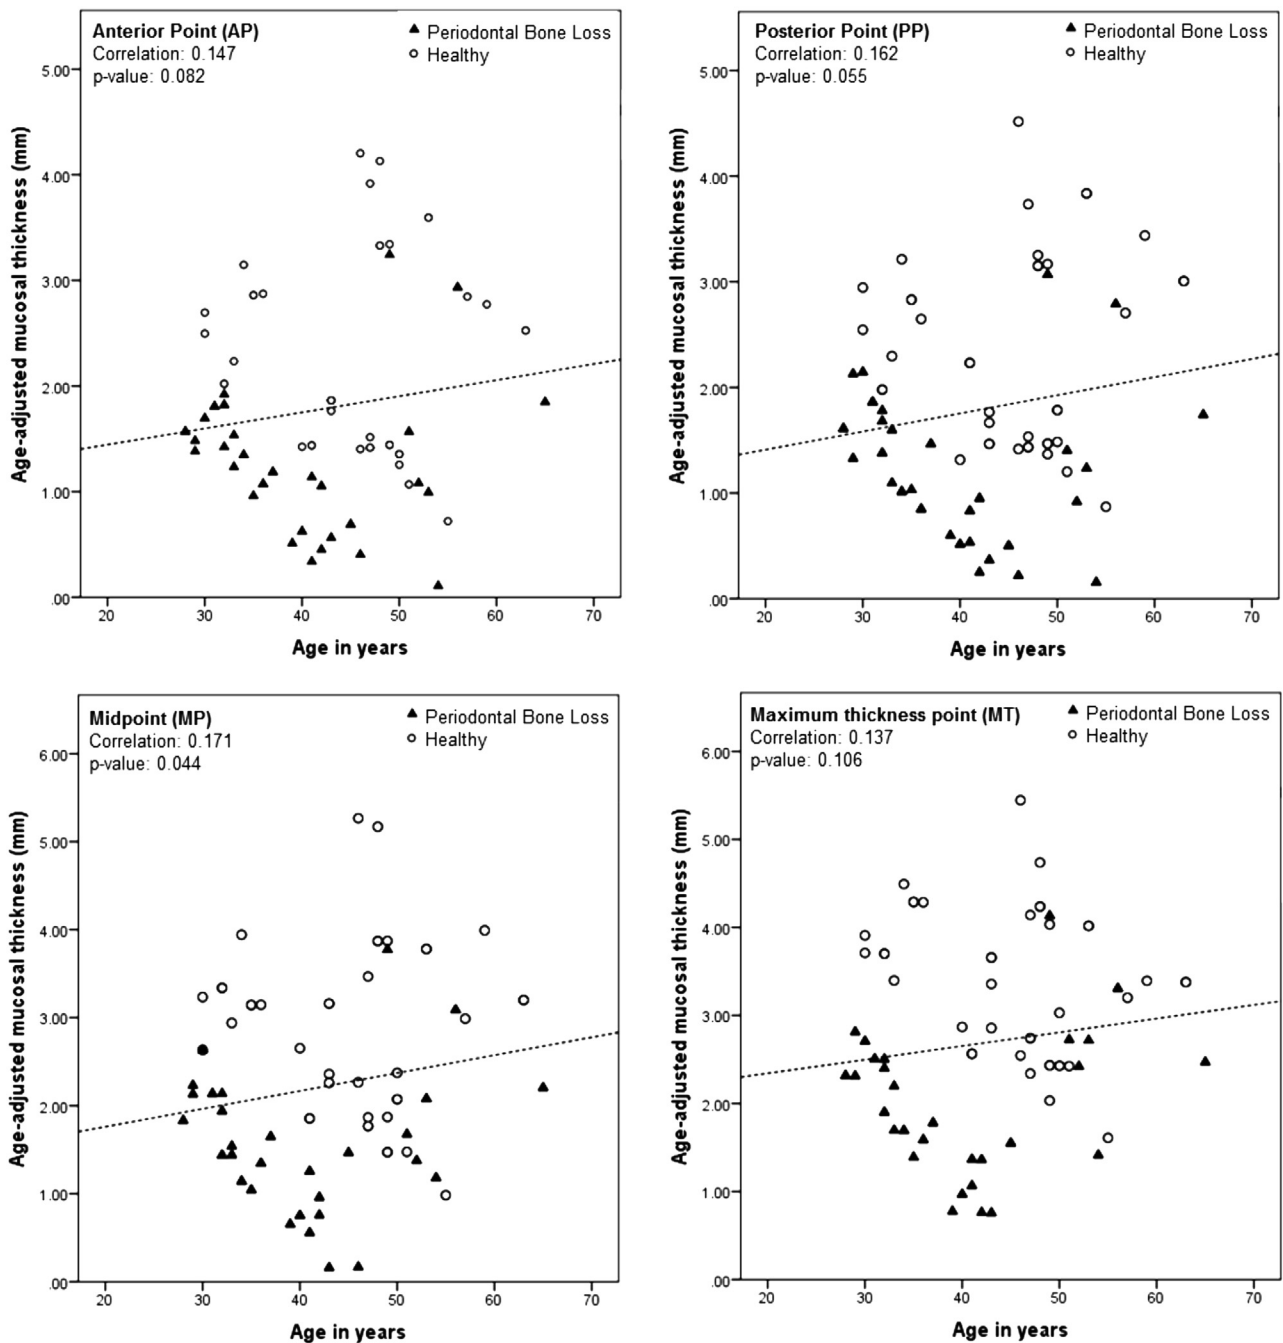 Anterior Point (AP)
Correlation: 0.147
p-value: 0.082
Periodontal Bone Loss
Healthy
Age-adjusted mucosal thickness (mm)
5.00
4.00
3.00
2.00
1.00
.00
20 30 40 50 60 70
Age in years
Posterior Point (PP)
Correlation: 0.162
p-value: 0.055
Periodontal Bone Loss
Healthy
Age-adjusted mucosal thickness (mm)
5.00
4.00
3.00
2.00
1.00
.00
20 30 40 50 60 70
Age in years
Midpoint (MP)
Correlation: 0.171
p-value: 0.044
Periodontal Bone Loss
Healthy
Age-adjusted mucosal thickness (mm)
6.00
5.00
4.00
3.00
2.00
1.00
.00
20 30 40 50 60 70
Age in years
Maximum thickness point (MT)
Correlation: 0.137
p-value: 0.106
Periodontal Bone Loss
Healthy
Age-adjusted mucosal thickness (mm)
6.00
5.00
4.00
3.00
2.00
1.00
.00
20 30 40 50 60 70
Age in years